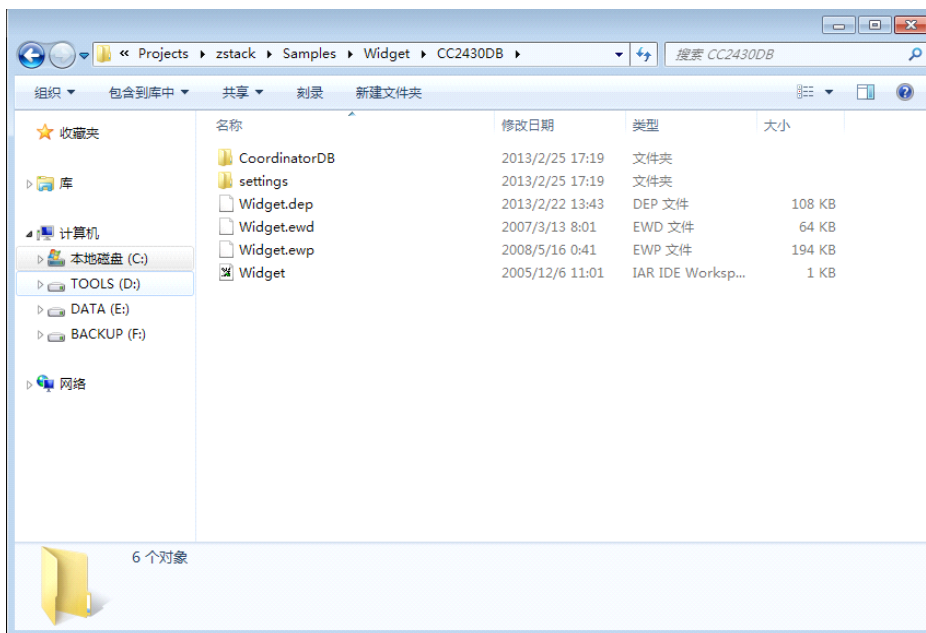 « Projects ▸ zstack ▸ Samples ▸ Widget ▸ CC2430DB ▸ 搜索 CC2430DB
组织 包含到库中 共享 刻录 新建文件夹
名称 修改日期 类型 大小
收藏夹
库
计算机
本地磁盘 (C:)
TOOLS (D:)
DATA (E:)
BACKUP (F:)
网络
CoordinatorDB 2013/2/25 17:19 文件夹
settings 2013/2/25 17:19 文件夹
Widget.dep 2013/2/22 13:43 DEP 文件 108 KB
Widget.ewd 2007/3/13 8:01 EWD 文件 64 KB
Widget.ewp 2008/5/16 0:41 EWP 文件 194 KB
Widget 2005/12/6 11:01 IAR IDE Worksp... 1 KB
6 个对象